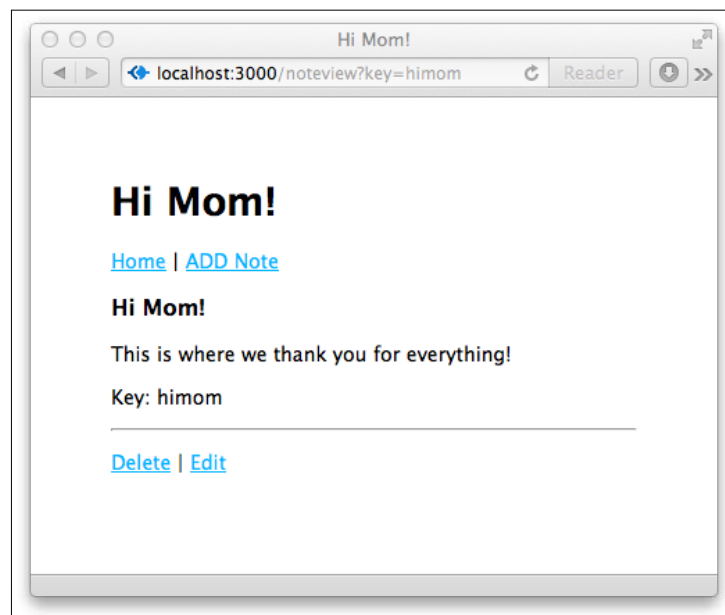 Hi Mom!
localhost:3000/noteview?key=himom
Reader
Hi Mom!
Home | ADD Note
Hi Mom!
This is where we thank you for everything!
Key: himom
Delete | Edit